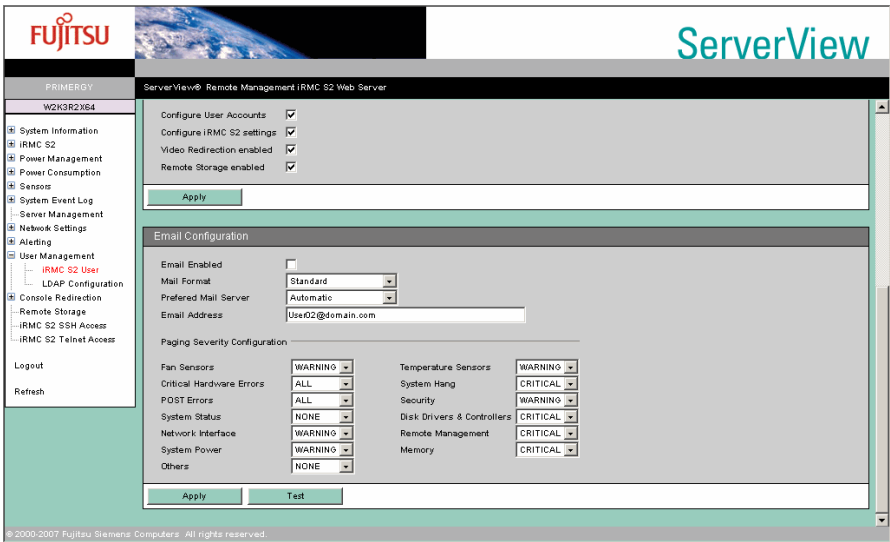 FUJITSU
ServerView
PRIMERGY
ServerView® Remote Management iRMC S2 Web Server
W2K3R2X64
System Information
iRMC S2
Power Management
Power Consumption
Sensors
System Event Log
Server Management
Network Settings
Alerting
User Management
iRMC S2 User
LDAP Configuration
Console Redirection
Remote Storage
iRMC S2 SSH Access
iRMC S2 Telnet Access
Logout
Refresh
Configure User Accounts
Configure iRMC S2 settings
Video Redirection enabled
Remote Storage enabled
Apply
Email Configuration
Email Enabled
Mail Format Standard
Prefered Mail Server Automatic
Email Address User02@domain.com
Paging Severity Configuration
Fan Sensors WARNING Temperature Sensors WARNING
Critical Hardware Errors ALL System Hang CRITICAL
POST Errors ALL Security WARNING
System Status NONE Disk Drivers & Controllers CRITICAL
Network Interface WARNING Remote Management CRITICAL
System Power WARNING Memory CRITICAL
Others NONE
Apply Test
© 2000-2007 Fujitsu Siemens Computers All rights reserved.